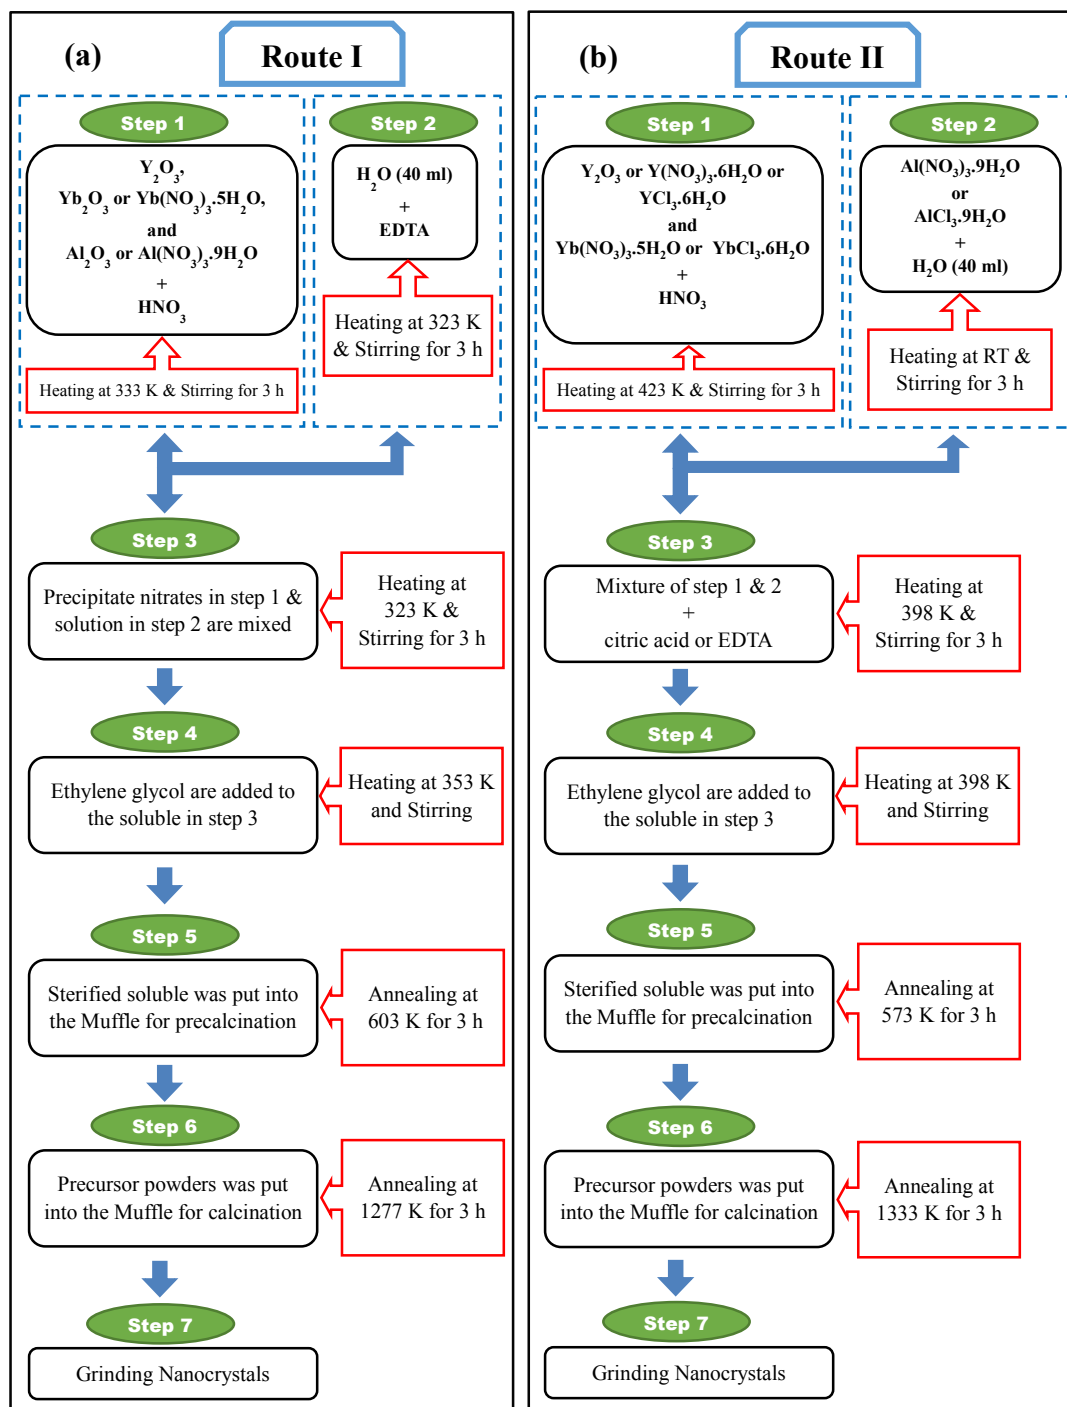 (a)
Route I
Step 1
Y₂O₃,
Yb₂O₃ or Yb(NO₃)₃.5H₂O,
and
Al₂O₃ or Al(NO₃)₃.9H₂O
+
HNO₃
Heating at 333 K & Stirring for 3 h
Step 2
H₂O (40 ml)
+
EDTA
Heating at 323 K
& Stirring for 3 h
Step 3
Precipitate nitrates in step 1 &
solution in step 2 are mixed
Heating at
323 K &
Stirring for 3 h
Step 4
Ethylene glycol are added to
the soluble in step 3
Heating at 353 K
and Stirring
Step 5
Sterified soluble was put into
the Muffle for precalcination
Annealing at
603 K for 3 h
Step 6
Precursor powders was put
into the Muffle for calcination
Annealing at
1277 K for 3 h
Step 7
Grinding Nanocrystals
(b)
Route II
Step 1
Y₂O₃ or Y(NO₃)₃.6H₂O or
YCl₃.6H₂O
and
Yb(NO₃)₃.5H₂O or YbCl₃.6H₂O
+
HNO₃
Heating at 423 K & Stirring for 3 h
Step 2
Al(NO₃)₃.9H₂O
or
AlCl₃.9H₂O
+
H₂O (40 ml)
Heating at RT &
Stirring for 3 h
Step 3
Mixture of step 1 & 2
+
citric acid or EDTA
Heating at
398 K &
Stirring for 3 h
Step 4
Ethylene glycol are added to
the soluble in step 3
Heating at 398 K
and Stirring
Step 5
Sterified soluble was put into
the Muffle for precalcination
Annealing at
573 K for 3 h
Step 6
Precursor powders was put
into the Muffle for calcination
Annealing at
1333 K for 3 h
Step 7
Grinding Nanocrystals